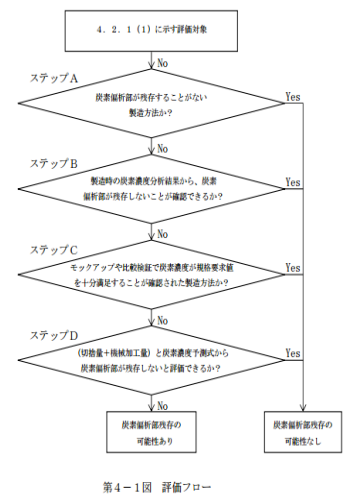 ４．２．１（１）に示す評価対象
No
ステップA
炭素偏析部が残存することがない
製造方法か？
Yes
No
ステップB
製造時の炭素濃度分析結果から、炭素
偏析部が残存しないことが確認できるか？
Yes
No
ステップC
モックアップや比較検証で炭素濃度が規格要求値
を十分満足することが確認された製造方法か？
Yes
No
ステップD
（切捨量＋機械加工量）と炭素濃度予測式から
炭素偏析部が残存しないと評価できるか？
Yes
No
炭素偏析部残存の
可能性あり
炭素偏析部残存の
可能性なし
第４－１図　評価フロー